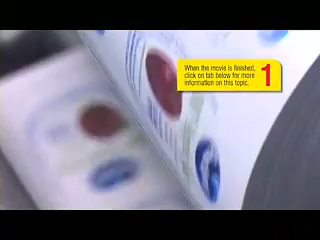 When the movie is finished,
click on tab below for more
information on this topic.
1